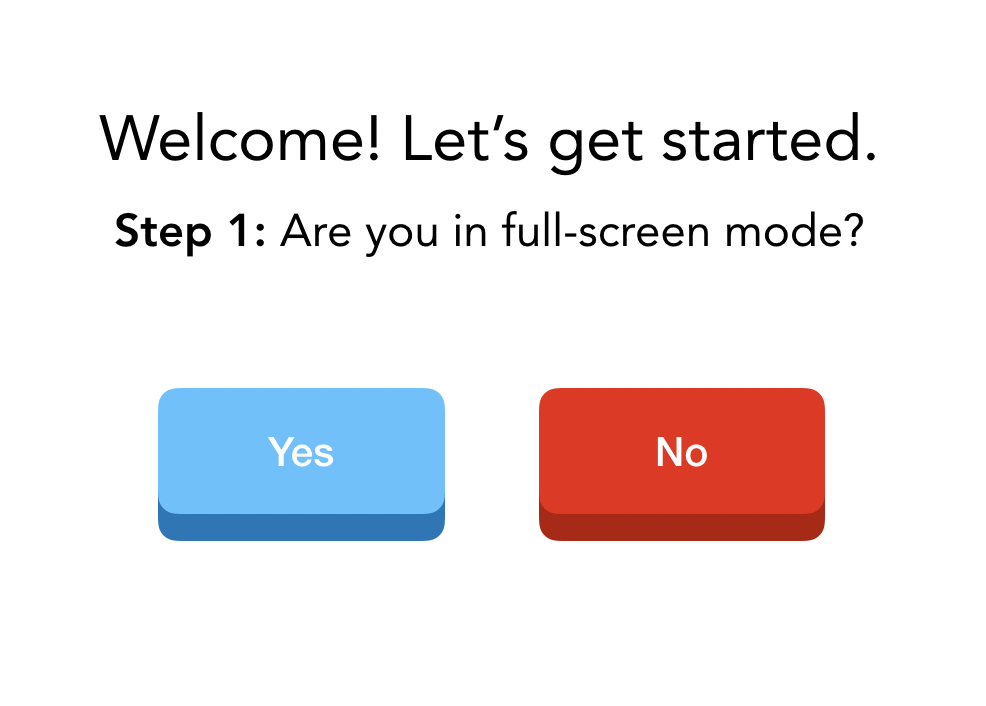 Welcome! Let’s get started.
Step 1: Are you in full-screen mode?
Yes
No